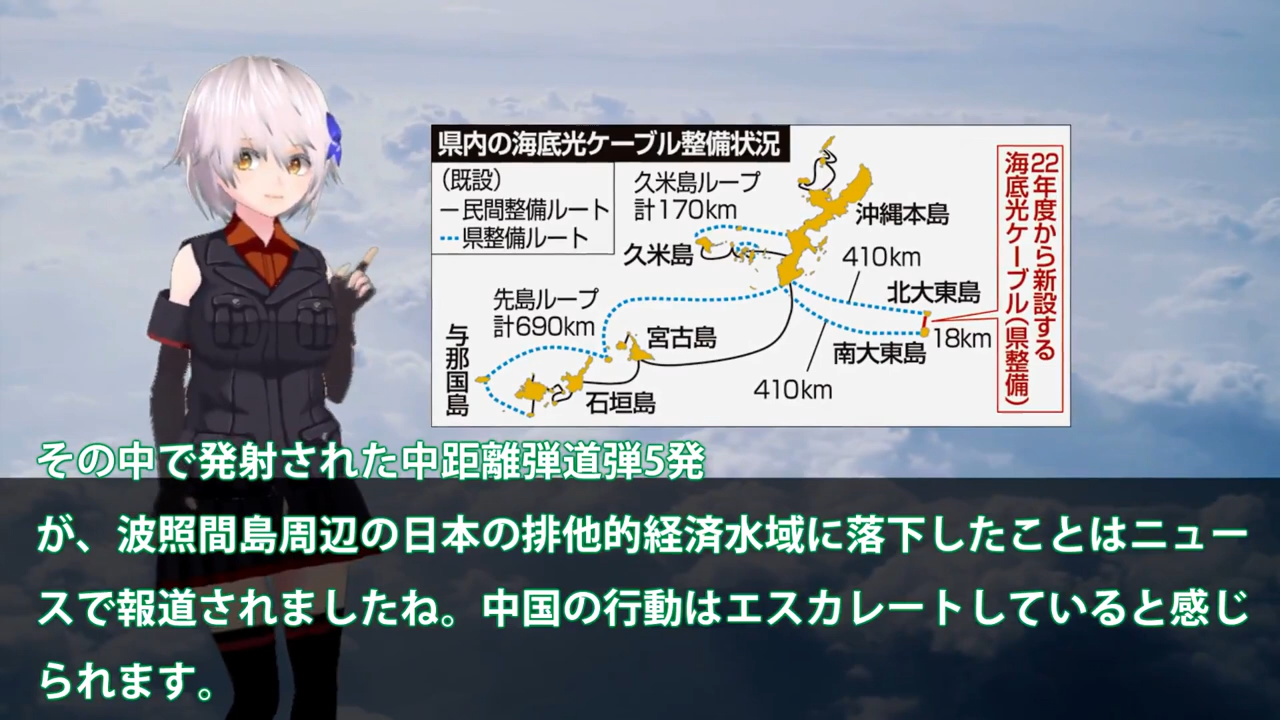 県内の海底光ケーブル整備状況
(既設)
民間整備ルート
県整備ルート
久米島ループ
計170km
久米島
沖縄本島
410km
北大東島
18km
南大東島
410km
先島ループ
計690km
宮古島
与那国島
石垣島
22年度から新設する
海底光ケーブル(県整備)
その中で発射された中距離弾道弾5発
が、波照間島周辺の日本の排他的経済水域に落下したことはニュー
スで報道されましたね。中国の行動はエスカレートしていると感じ
られます。